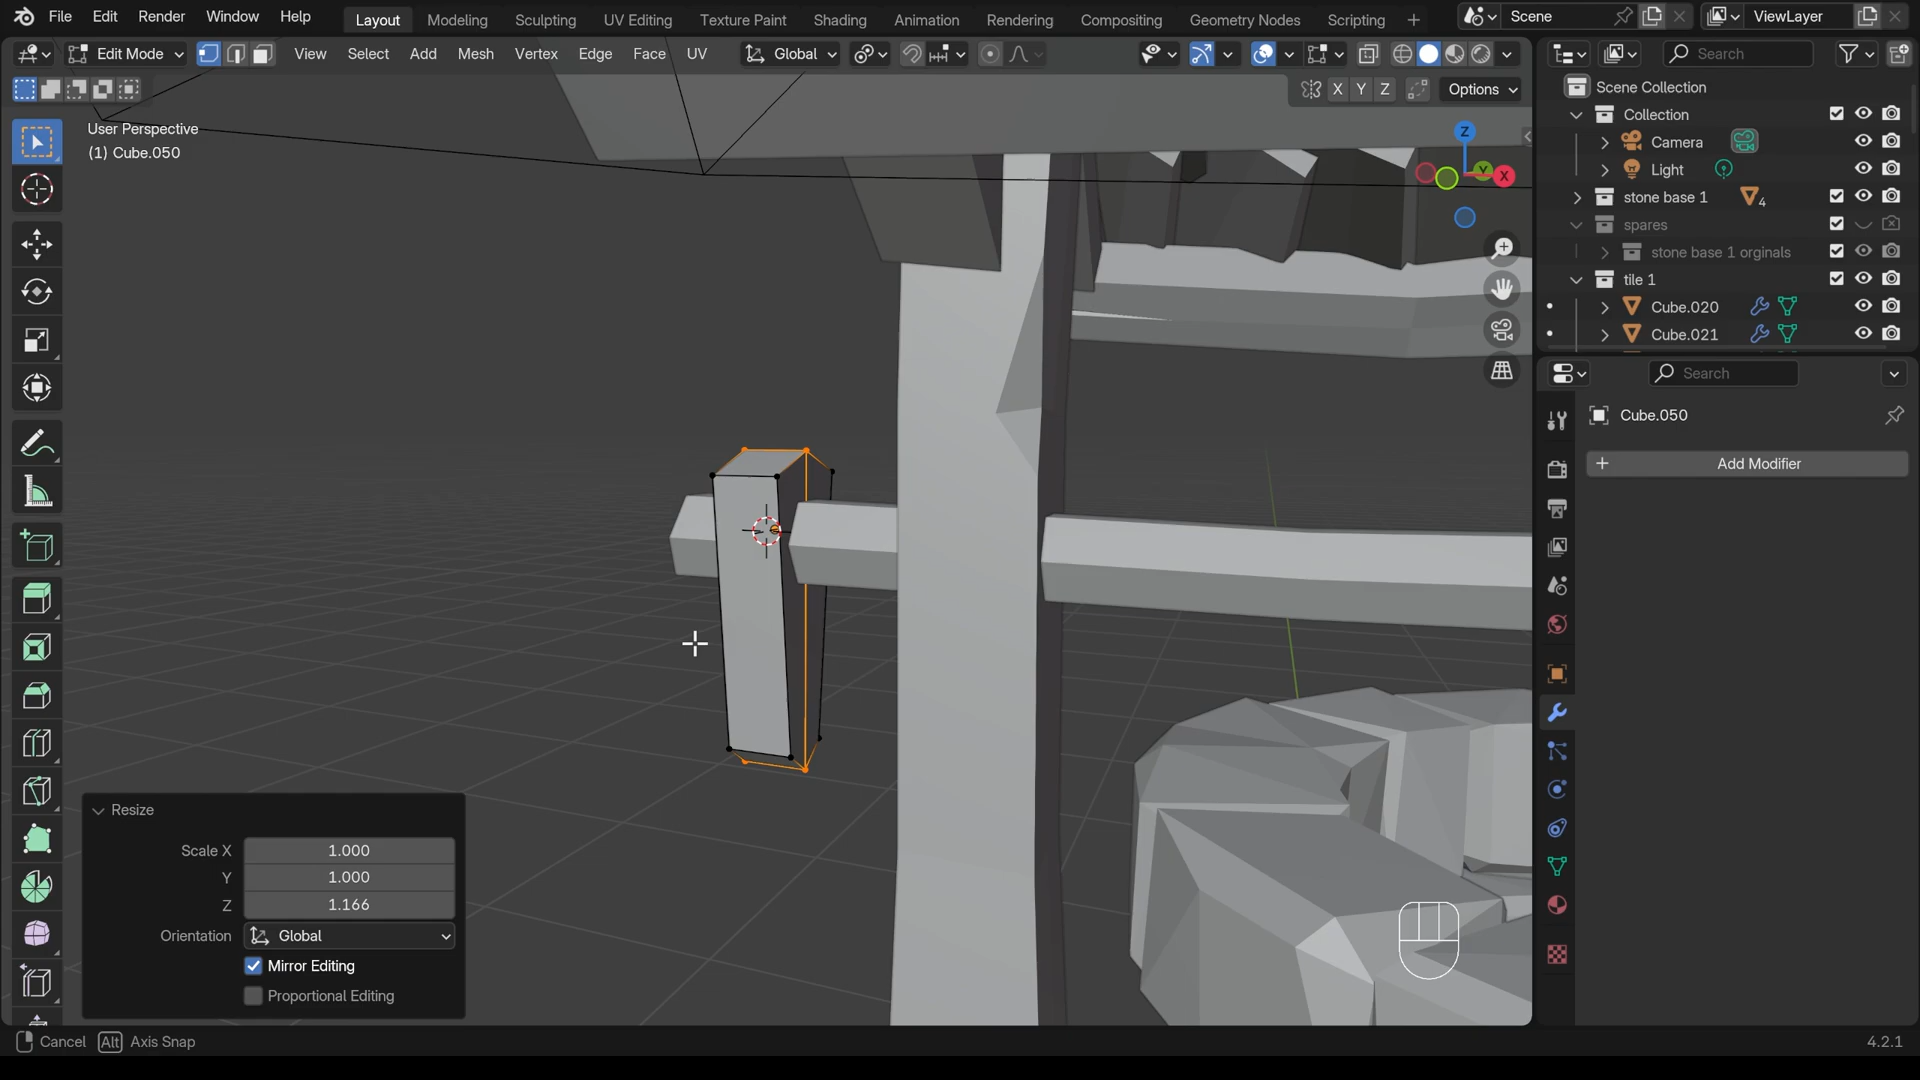 File Edit Render Window Help Layout Modeling Sculpting UV Editing Texture Paint Shading Animation Rendering Compositing Geometry Nodes Scripting + Scene ViewLayer
Edit Mode View Select Add Mesh Vertex Edge Face UV Global Search
X Y Z Options
User Perspective
(1) Cube.050
Z
Y
X
Scene Collection
Collection
Camera
Light
stone base 1 4
spares
stone base 1 orginals
tile 1
Cube.020
Cube.021
Search
Cube.050
+ Add Modifier
Resize
Scale X 1.000
Y 1.000
Z 1.166
Orientation Global
Mirror Editing
Proportional Editing
Cancel Alt Axis Snap 4.2.1